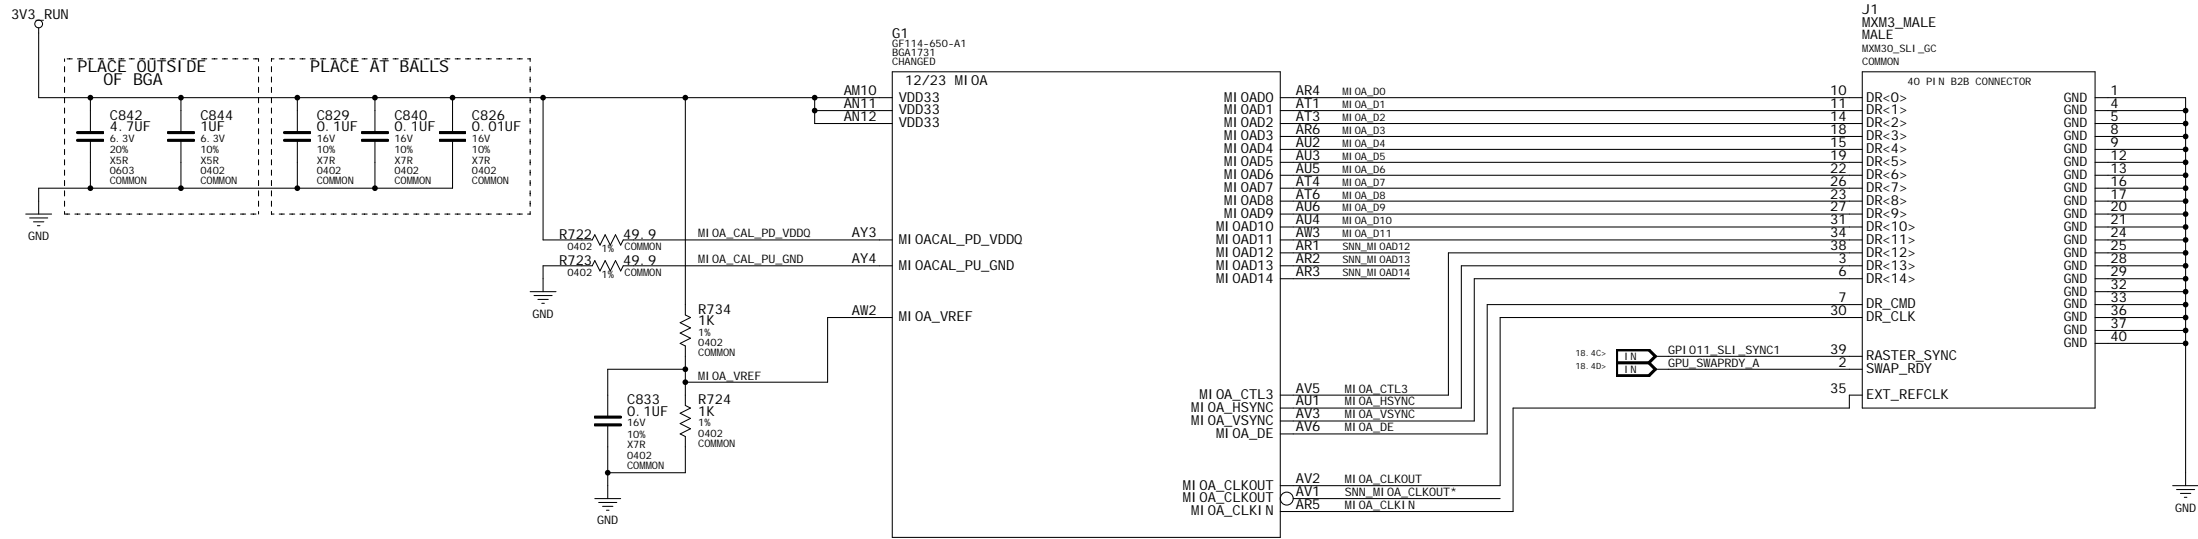 3V3_RUN
PLACE OUTSIDE
OF BGA
PLACE AT BALLS
C842
4.7UF
6.3V
20%
X5R
0603
COMMON
C844
1UF
6.3V
10%
X5R
0402
COMMON
C829
0.1UF
16V
10%
X7R
0402
COMMON
C840
0.1UF
16V
10%
X7R
0402
COMMON
C826
0.01UF
16V
10%
X7R
0402
COMMON
GND
R722 49.9
0402 1% COMMON
MIOA_CAL_PD_VDDQ
R723 49.9
0402 1% COMMON
MIOA_CAL_PU_GND
GND
R734
1K
1%
0402
COMMON
MIOA_VREF
C833
0.1UF
16V
10%
X7R
0402
COMMON
R724
1K
1%
0402
COMMON
GND
G1
GF114-650-A1
BGA1731
CHANGED
12/23 MIOA
AM10 VDD33
AN11 VDD33
AN12 VDD33
AY3 MIOACAL_PD_VDDQ
AY4 MIOACAL_PU_GND
AW2 MIOA_VREF
MIOAD0 AR4 MIOA_D0
MIOAD1 AT1 MIOA_D1
MIOAD2 AT3 MIOA_D2
MIOAD3 AR6 MIOA_D3
MIOAD4 AU2 MIOA_D4
MIOAD5 AU3 MIOA_D5
MIOAD6 AU5 MIOA_D6
MIOAD7 AT4 MIOA_D7
MIOAD8 AT6 MIOA_D8
MIOAD9 AU6 MIOA_D9
MIOAD10 AU4 MIOA_D10
MIOAD11 AW3 MIOA_D11
MIOAD12 AR1 SNN_MIOAD12
MIOAD13 AR2 SNN_MIOAD13
MIOAD14 AR3 SNN_MIOAD14
MIOA_CTL3 AV5 MIOA_CTL3
MIOA_HSYNC AU1 MIOA_HSYNC
MIOA_VSYNC AV3 MIOA_VSYNC
MIOA_DE AV6 MIOA_DE
MIOA_CLKOUT AV2 MIOA_CLKOUT
MIOA_CLKOUT AV1 SNN_MIOA_CLKOUT*
MIOA_CLKIN AR5 MIOA_CLKIN
18.4C> IN GPIO11_SLI_SYNC1
18.4D> IN GPU_SWAPRDY_A
J1
MXM3_MALE
MALE
MXM30_SLI_GC
COMMON
40 PIN B2B CONNECTOR
10 DR<0>
11 DR<1>
14 DR<2>
18 DR<3>
15 DR<4>
19 DR<5>
22 DR<6>
26 DR<7>
23 DR<8>
27 DR<9>
31 DR<10>
34 DR<11>
38 DR<12>
3 DR<13>
6 DR<14>
7 DR_CMD
30 DR_CLK
39 RASTER_SYNC
2 SWAP_RDY
35 EXT_REFCLK
GND 1
GND 4
GND 5
GND 8
GND 9
GND 12
GND 13
GND 16
GND 17
GND 20
GND 21
GND 24
GND 25
GND 28
GND 29
GND 32
GND 33
GND 36
GND 37
GND 40
GND